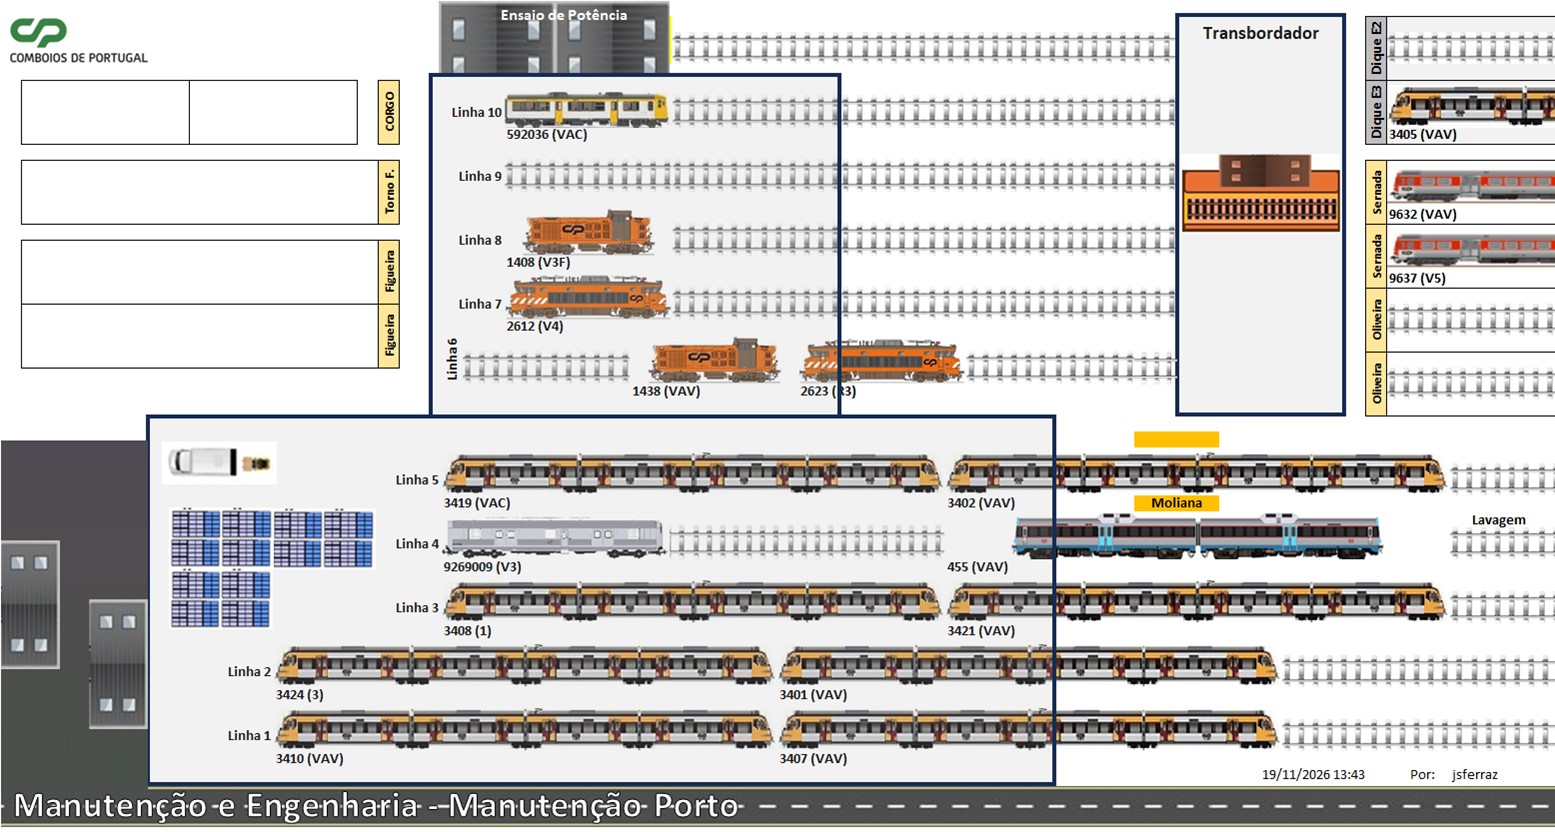 Ensaio de Potência
Transbordador
Dique E2
CP
COMBOIOS DE PORTUGAL
CORGO
Linha 10
592036 (VAC)
Dique E3
3405 (VAV)
Torno F.
Linha 9
Sernada
9632 (VAV)
Figueira
Linha 8
1408 (V3F)
Sernada
9637 (V5)
Figueira
Linha 7
2612 (V4)
Oliveira
Linha 6
1438 (VAV)
2623 (R3)
Oliveira
Linha 5
3419 (VAC)
3402 (VAV)
Moliana
Lavagem
Linha 4
9269009 (V3)
455 (VAV)
Linha 3
3408 (1)
3421 (VAV)
Linha 2
3424 (3)
3401 (VAV)
Linha 1
3410 (VAV)
3407 (VAV)
19/11/2026 13:43 Por: jsferraz
Manutenção e Engenharia - Manutenção Porto